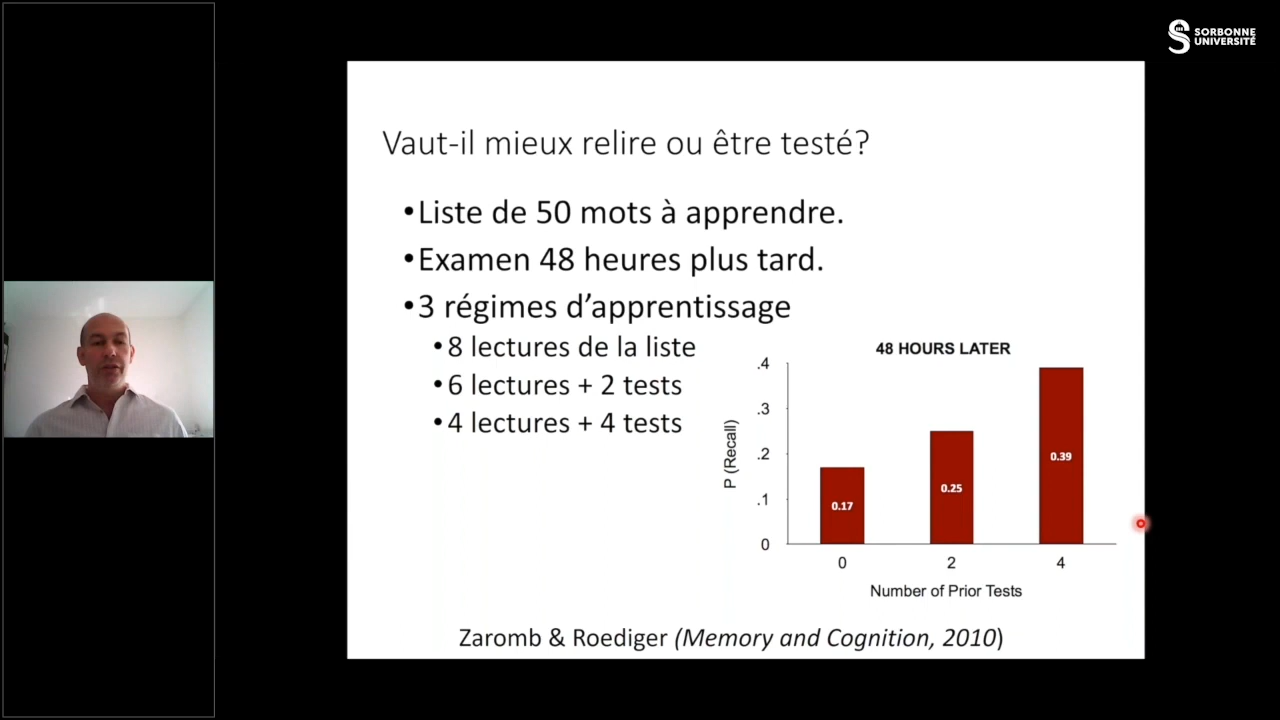 SORBONNE
UNIVERSITÉ
Vaut-il mieux relire ou être testé?
•Liste de 50 mots à apprendre.
•Examen 48 heures plus tard.
•3 régimes d’apprentissage
•8 lectures de la liste
•6 lectures + 2 tests
•4 lectures + 4 tests
48 HOURS LATER
.4
.3
.2
.1
0
P (Recall)
0.17
0.25
0.39
0 2 4
Number of Prior Tests
Zaromb & Roediger (Memory and Cognition, 2010)